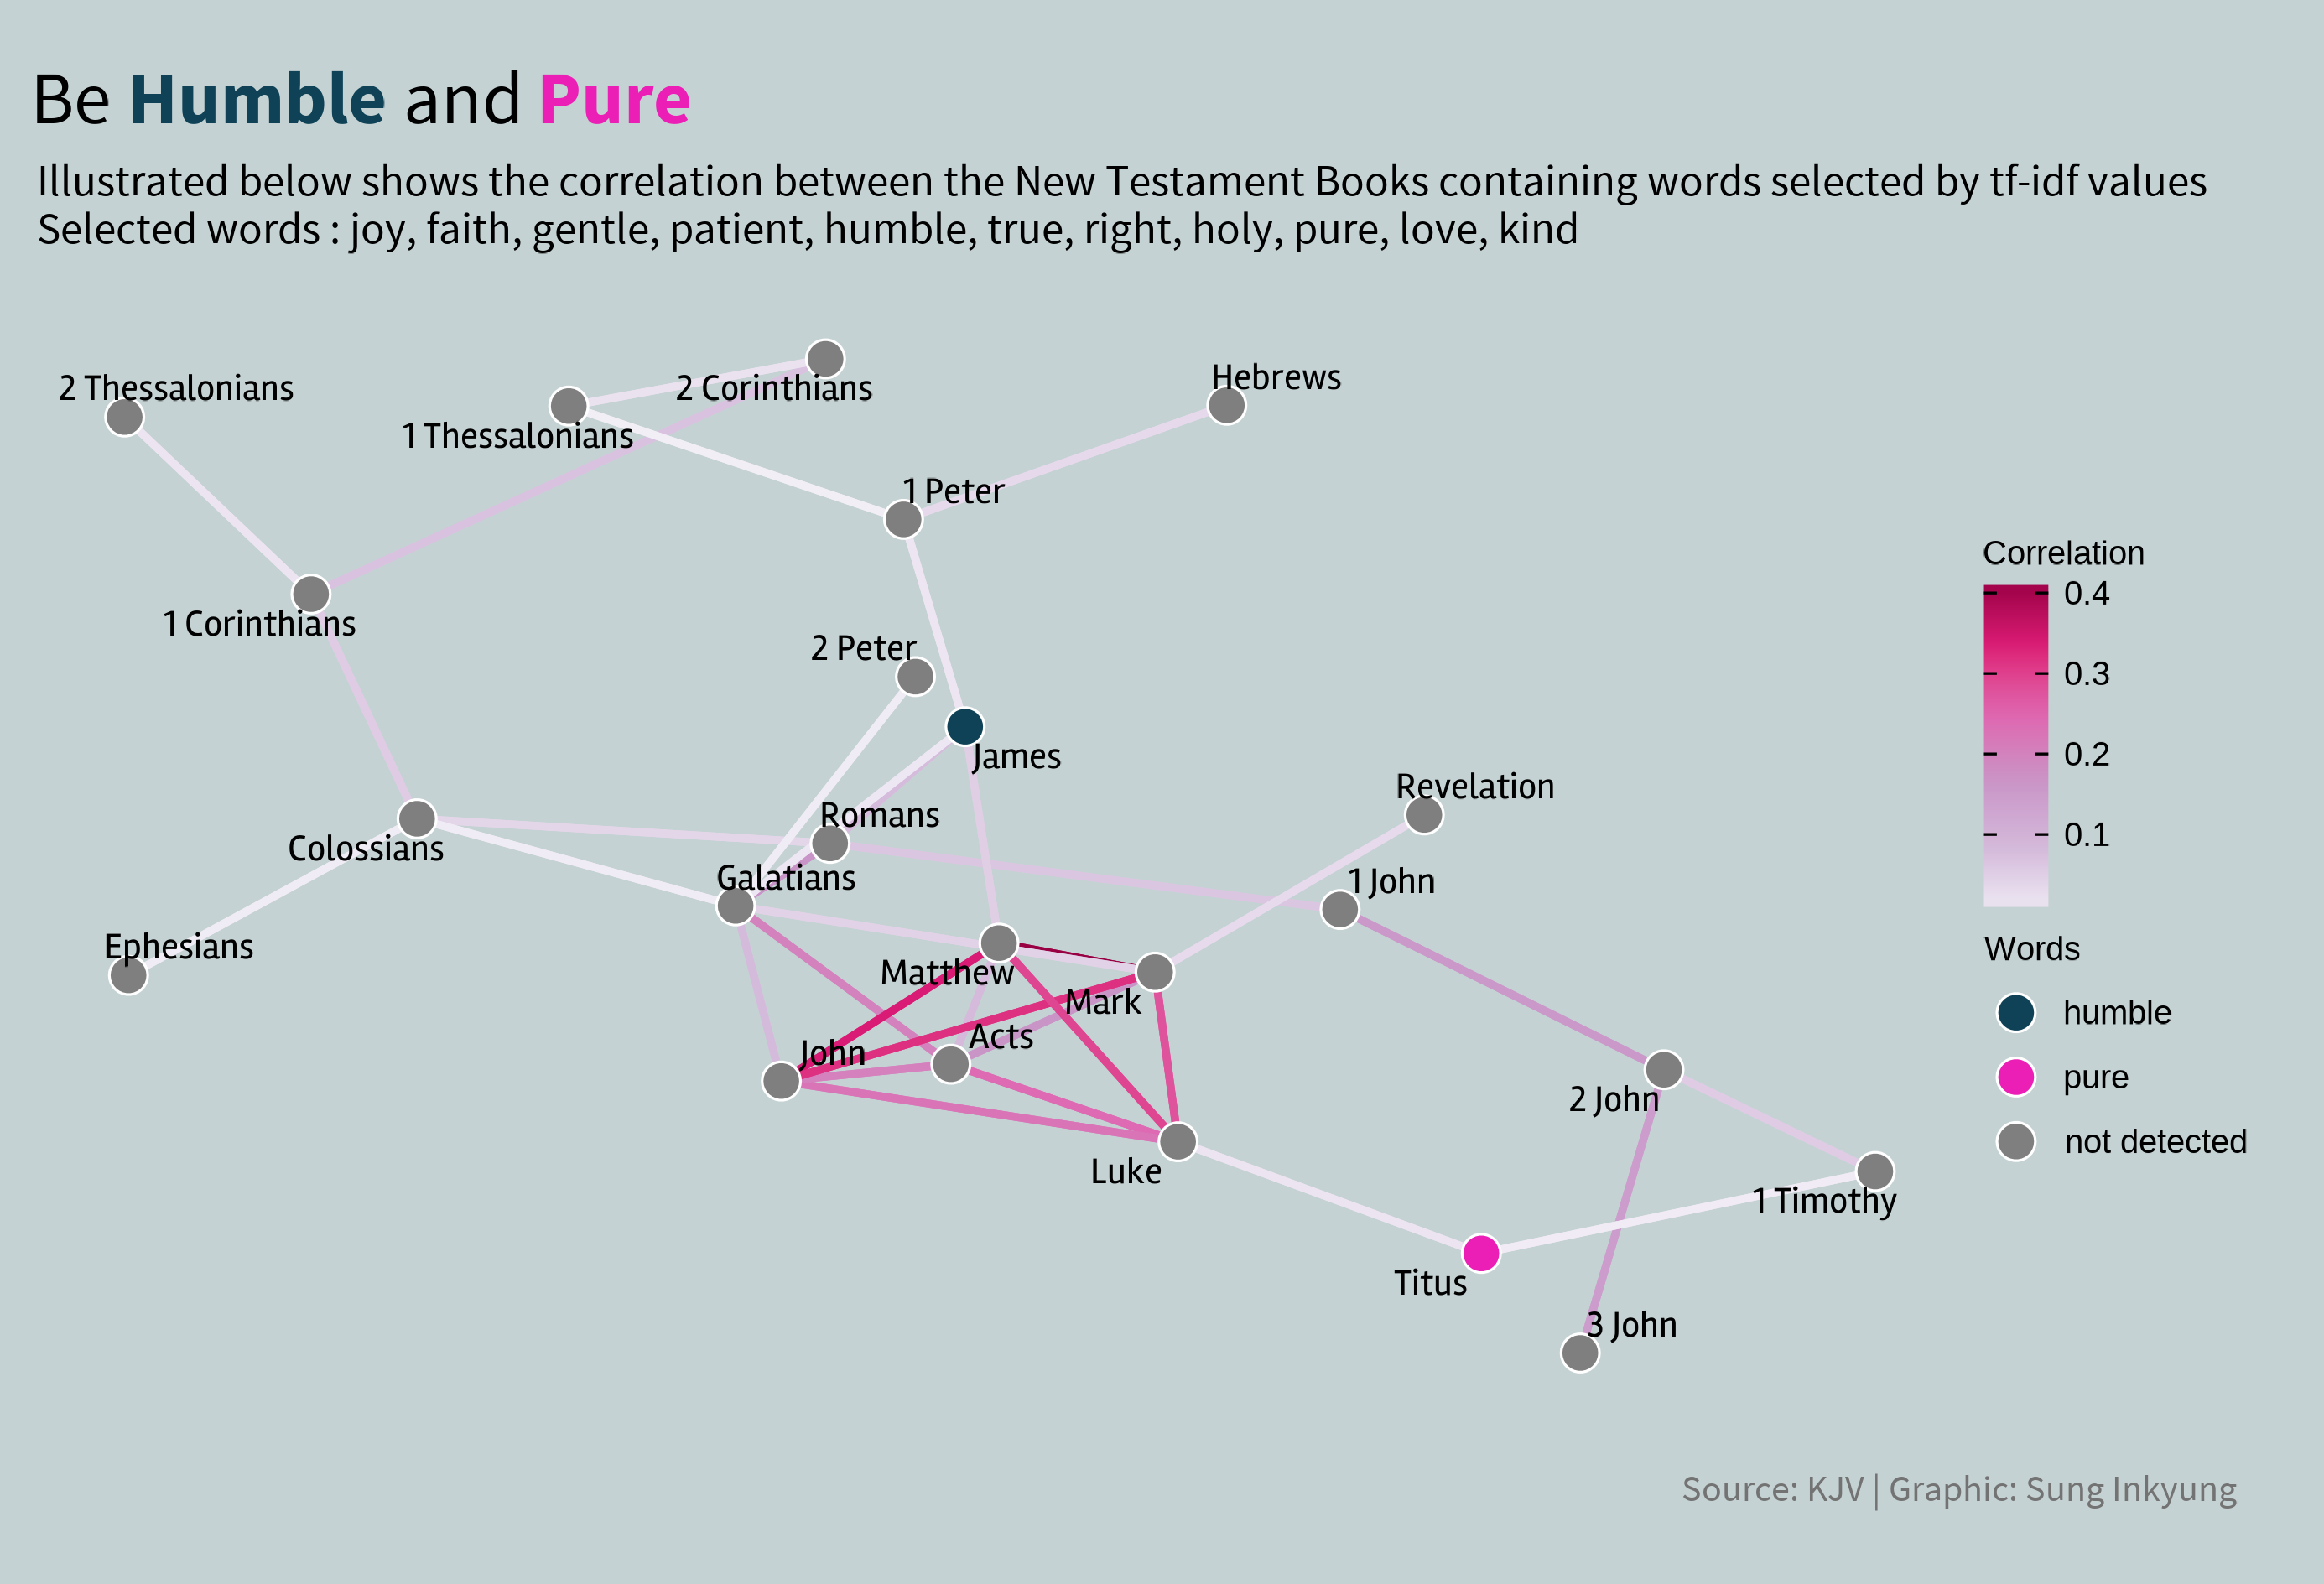 Be Humble and Pure
Illustrated below shows the correlation between the New Testament Books containing words selected by tf-idf values
Selected words : joy, faith, gentle, patient, humble, true, right, holy, pure, love, kind
2 Thessalonians
2 Corinthians
Hebrews
1 Thessalonians
1 Peter
1 Corinthians
2 Peter
James
Revelation
Romans
Colossians
Galatians
1 John
Ephesians
Matthew
Mark
Acts
John
2 John
Luke
1 Timothy
Titus
3 John
Correlation
0.4
0.3
0.2
0.1
Words
humble
pure
not detected
Source: KJV | Graphic: Sung Inkyung